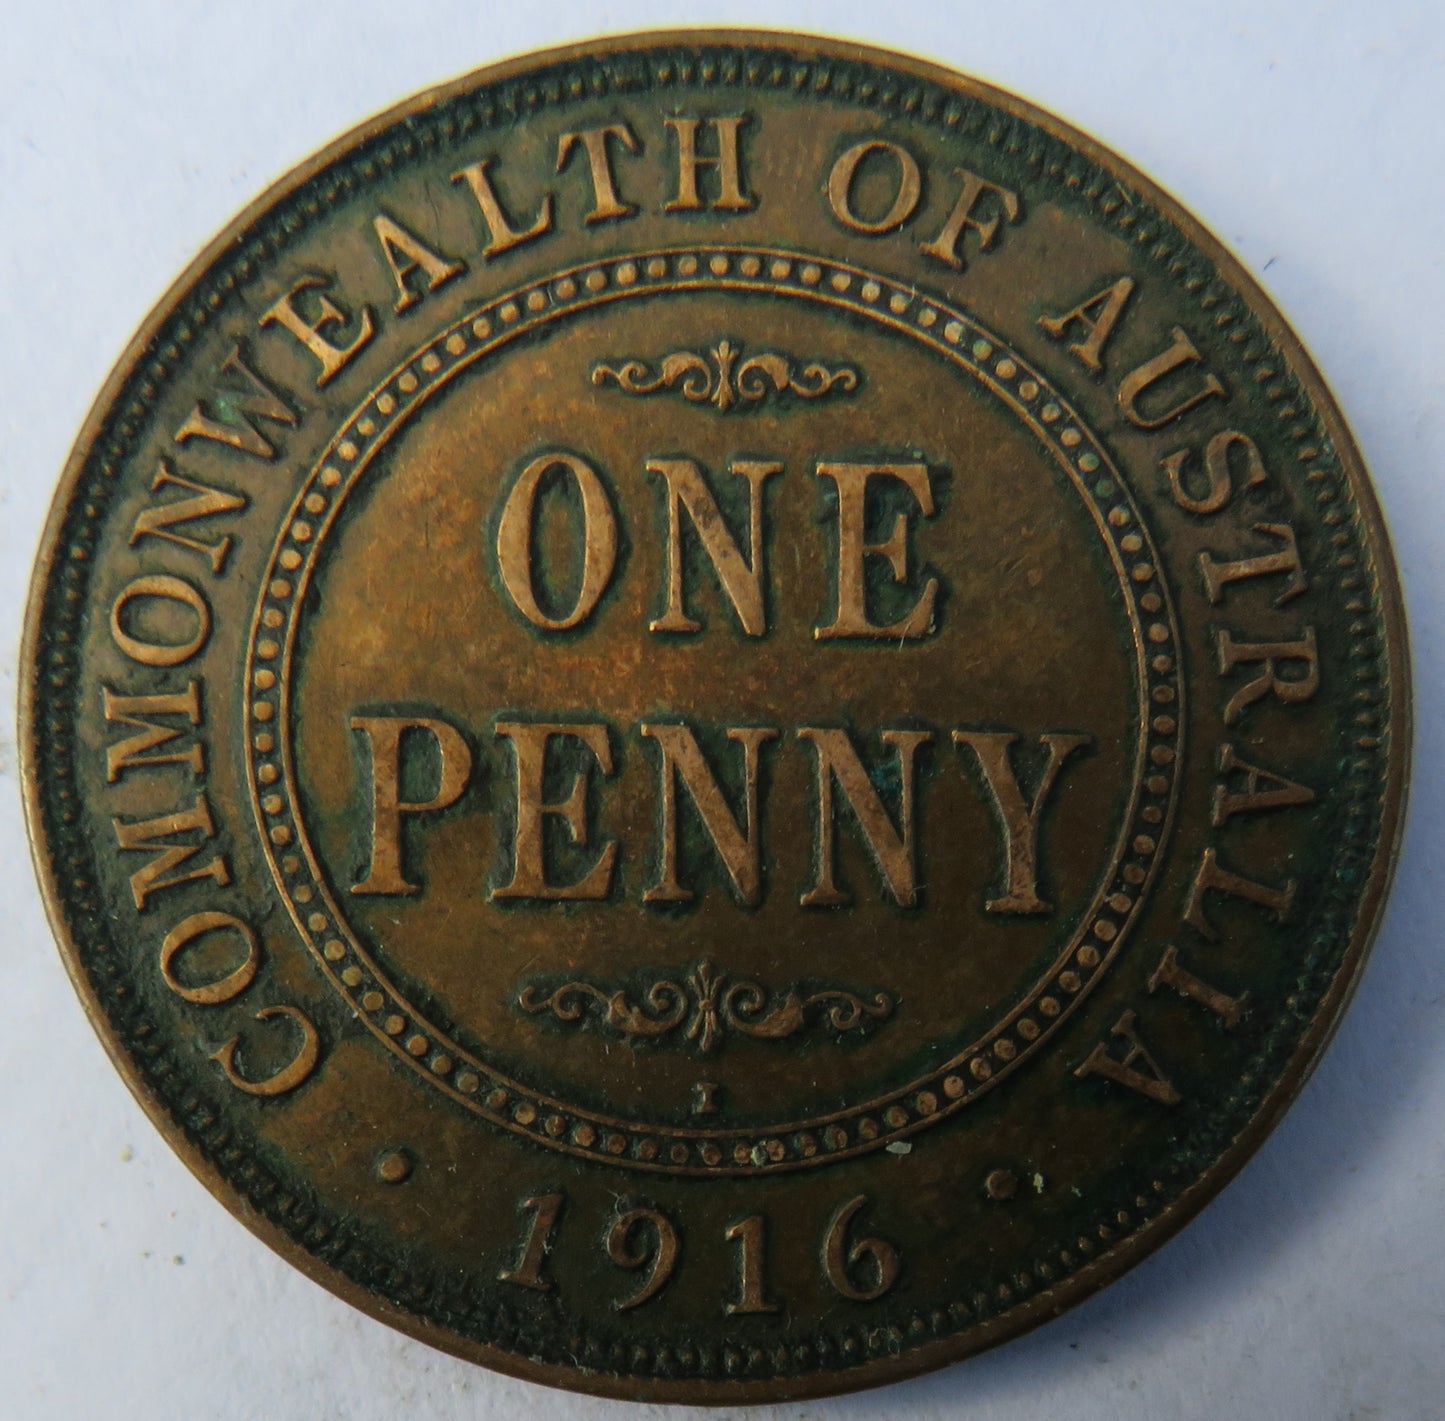 COMMONWEALTH OF AUSTRALIA
ONE
PENNY
I
· 1916 ·